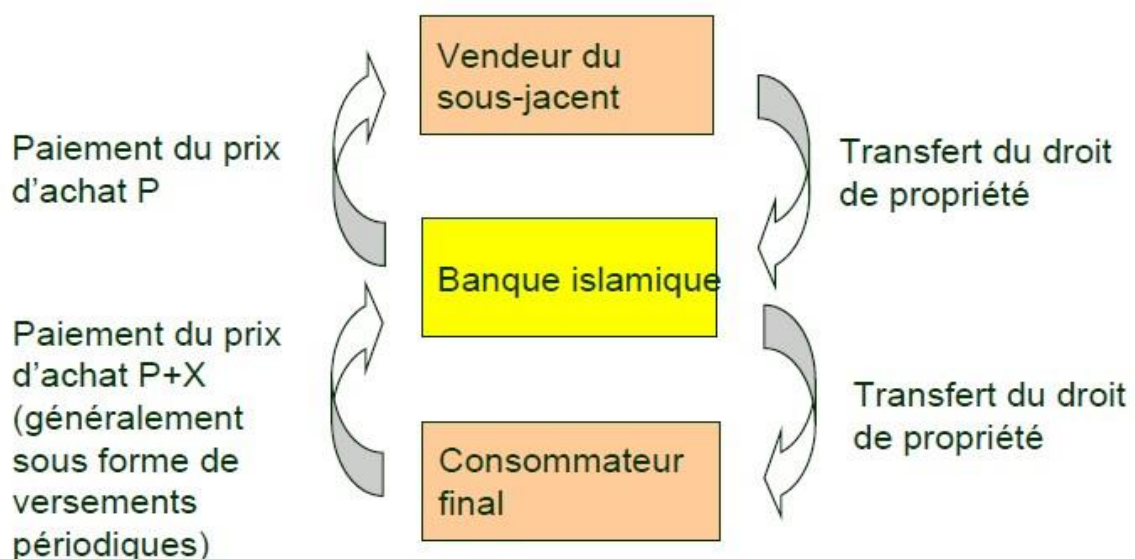 Vendeur du
sous-jacent
Paiement du prix
d'achat P
Transfert du droit
de propriété
Banque islamique
Paiement du prix
d'achat P+X
(généralement
sous forme de
versements
périodiques)
Transfert du droit
de propriété
Consommateur
final